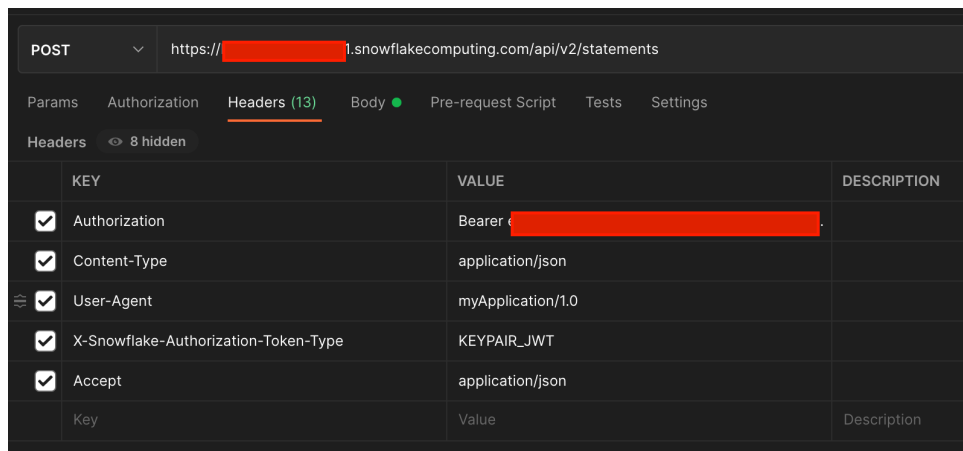 POST https:// 1.snowflakecomputing.com/api/v2/statements
Params Authorization Headers (13) Body Pre-request Script Tests Settings
Headers 8 hidden
KEY VALUE DESCRIPTION
Authorization Bearer e .
Content-Type application/json
User-Agent myApplication/1.0
X-Snowflake-Authorization-Token-Type KEYPAIR_JWT
Accept application/json
Key Value Description